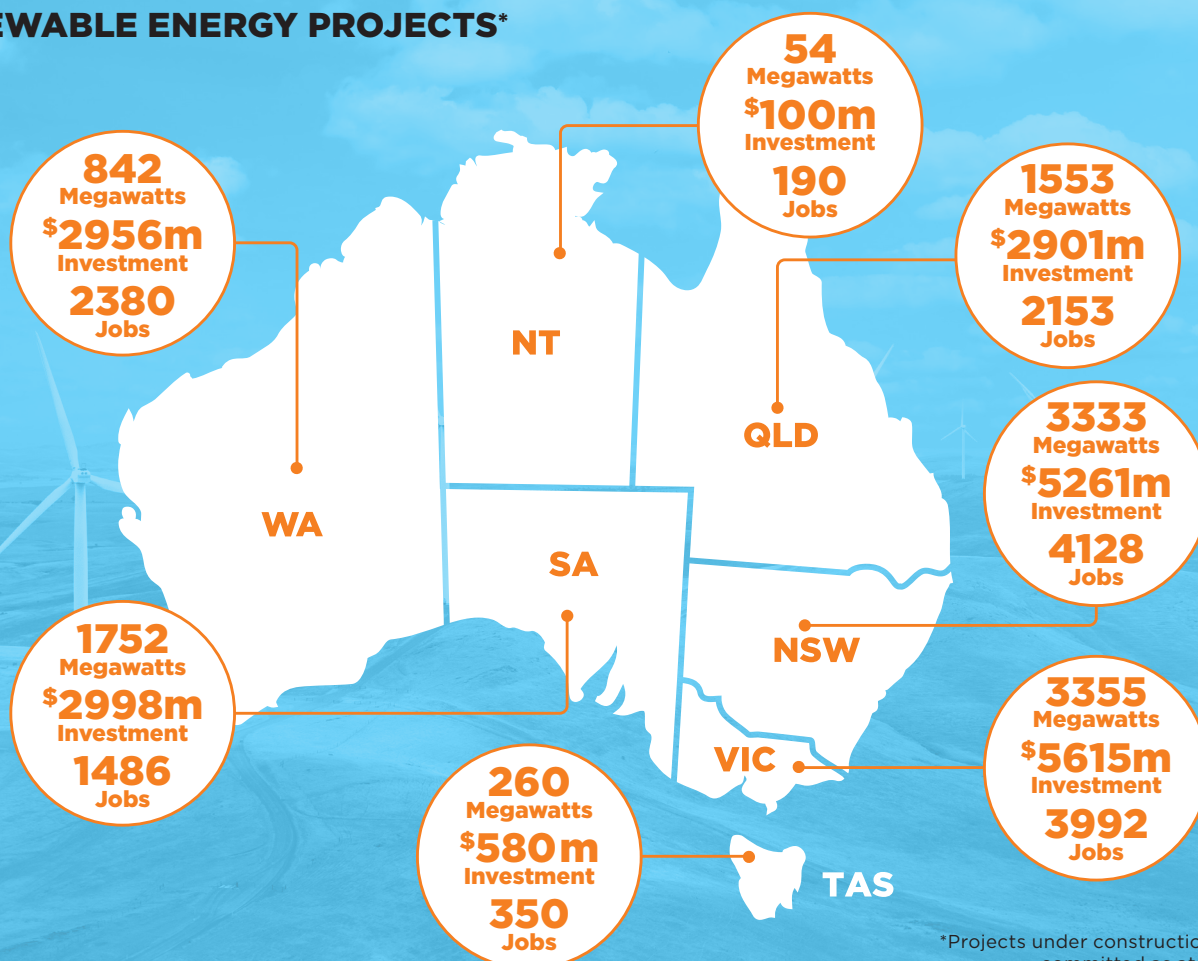 EWABLE ENERGY PROJECTS*
54
Megawatts
$100m
Investment
190
Jobs
842
Megawatts
$2956m
Investment
2380
Jobs
1553
Megawatts
$2901m
Investment
2153
Jobs
NT
QLD
3333
Megawatts
$5261m
Investment
4128
Jobs
WA
SA
NSW
1752
Megawatts
$2998m
Investment
1486
Jobs
3355
Megawatts
$5615m
Investment
3992
Jobs
VIC
260
Megawatts
$580m
Investment
350
Jobs
TAS
*Projects under constructio